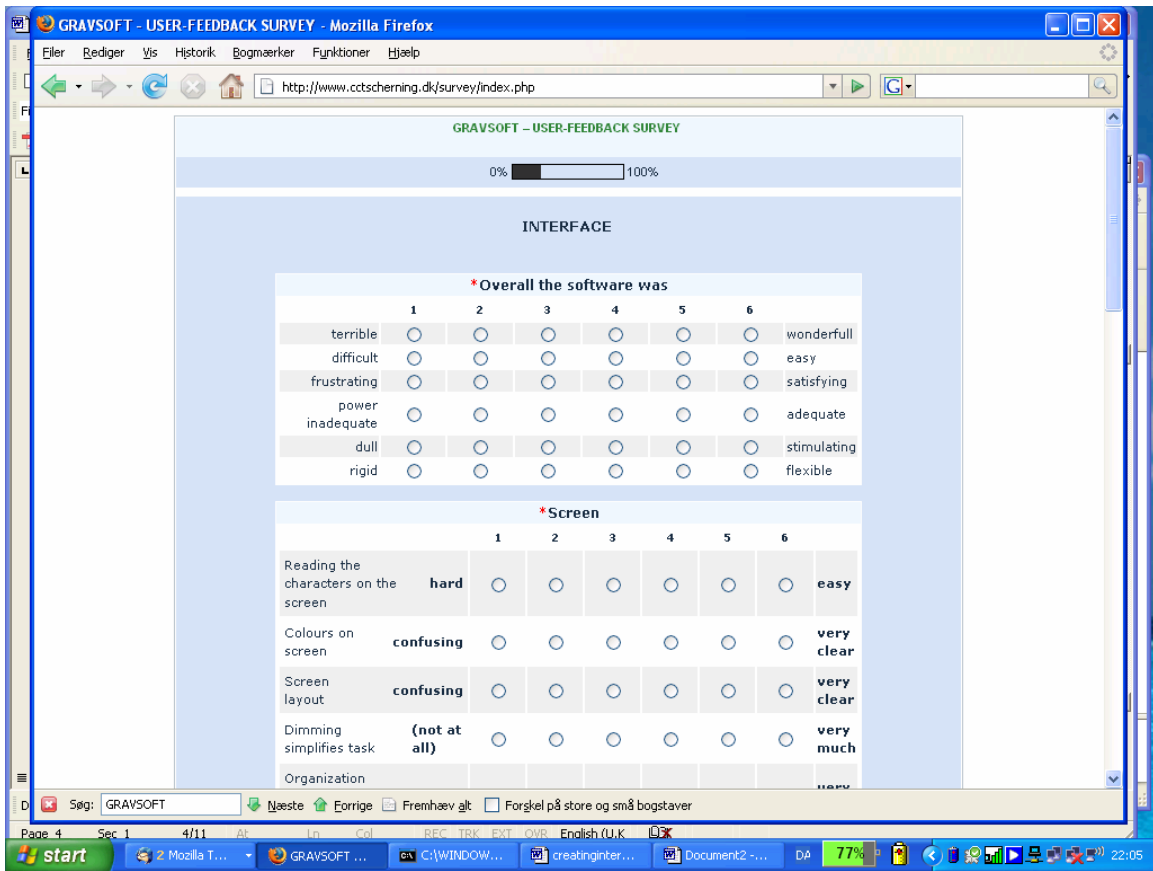 GRAVSOFT - USER-FEEDBACK SURVEY - Mozilla Firefox
Filer Rediger Vis Historik Bogmærker Funktioner Hjælp
http://www.cctscherning.dk/survey/index.php G
GRAVSOFT – USER-FEEDBACK SURVEY
0% 100%
INTERFACE
*Overall the software was
1 2 3 4 5 6
terrible wonderfull
difficult easy
frustrating satisfying
power
inadequate adequate
dull stimulating
rigid flexible
*Screen
1 2 3 4 5 6
Reading the
characters on the hard easy
screen
Colours on
screen confusing very
clear
Screen
layout confusing very
clear
Dimming (not at very
simplifies task all) much
Organization
very
Søg: GRAVSOFT Næste Forrige Fremhæv alt Forskel på store og små bogstaver
Page 4 Sec 1 4/11 At Ln Col REC TRK EXT OVR English (U.K
start 2 Mozilla T... GRAVSOFT ... C:\WINDOW... creatinginter... Document2 -... DA 77% 22:05